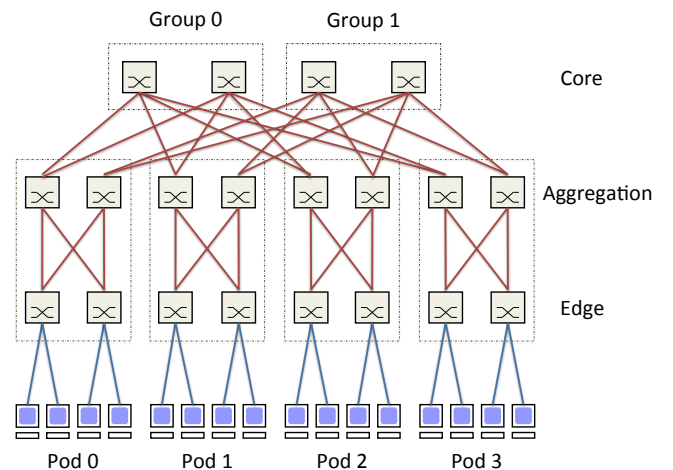 Group 0
Group 1
Core
Aggregation
Edge
Pod 0
Pod 1
Pod 2
Pod 3